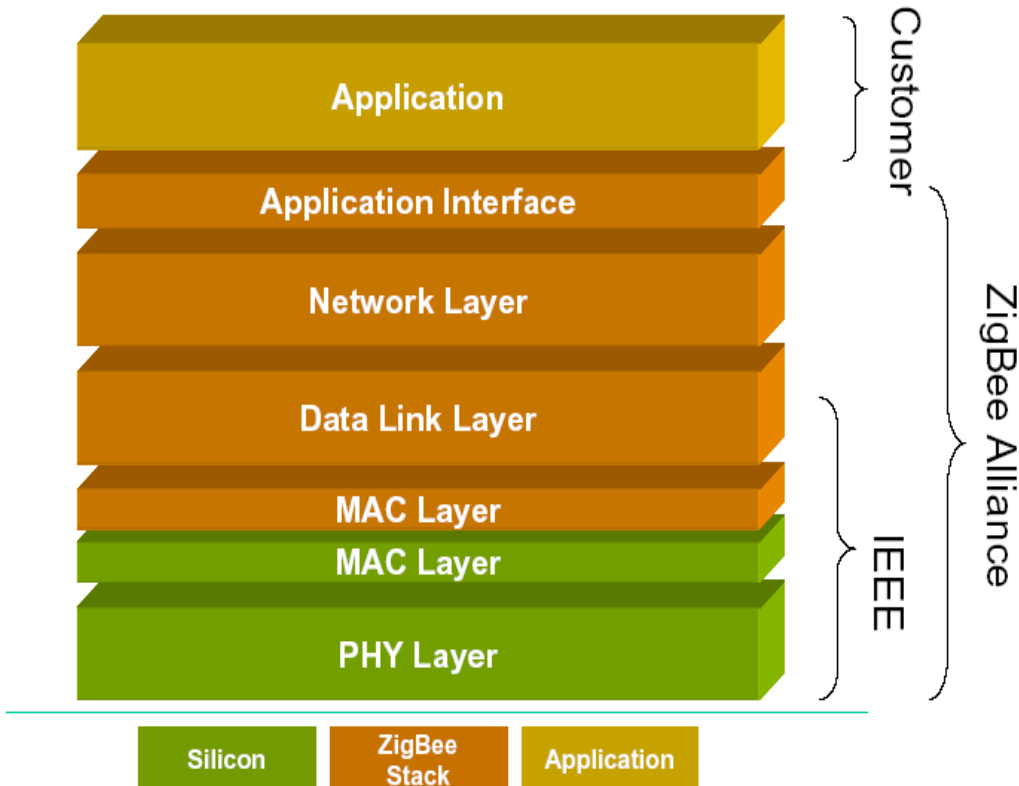 Application
Application Interface
Network Layer
Data Link Layer
MAC Layer
MAC Layer
PHY Layer
Customer
IEEE
ZigBee Alliance
Silicon
ZigBee
Stack
Application